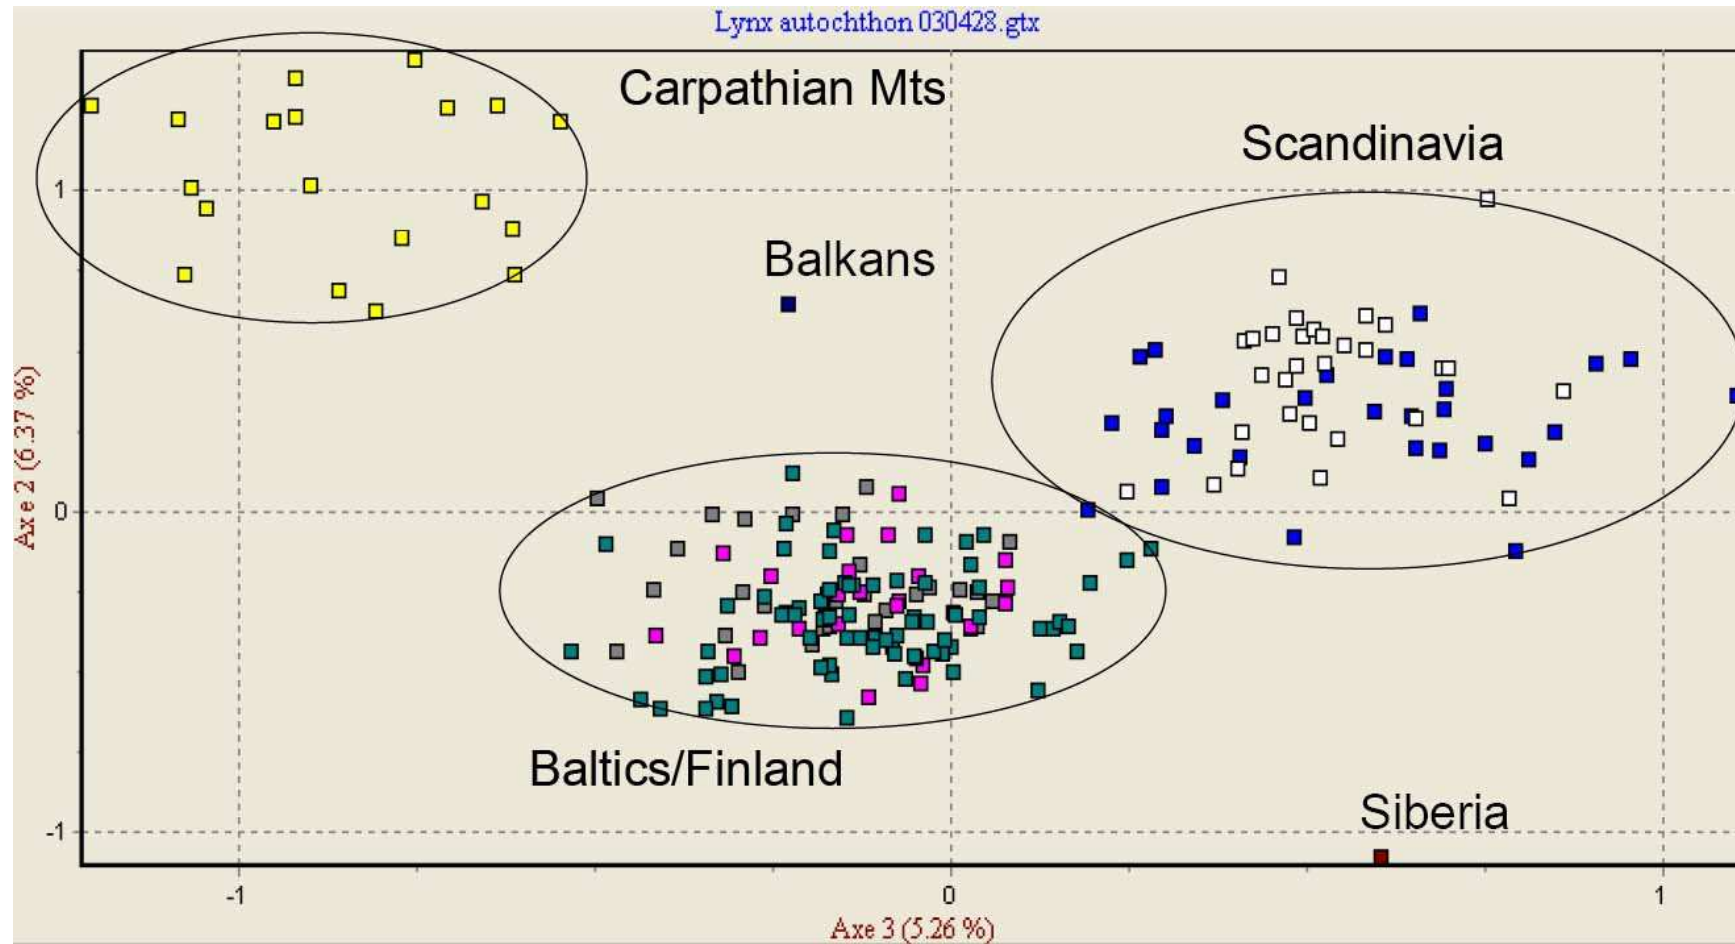 Lynx autochthon 030428.gtx
Carpathian Mts
Scandinavia
1
Balkans
Axe 2 (6.37 %)
0
Baltics/Finland
Siberia
-1
-1
0
1
Axe 3 (5.26 %)